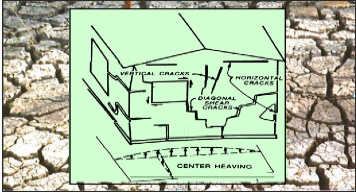 VERTICAL CRACKS
HORIZONTAL
CRACKS
DIAGONAL
SHEAR
CRACKS
CENTER HEAVING